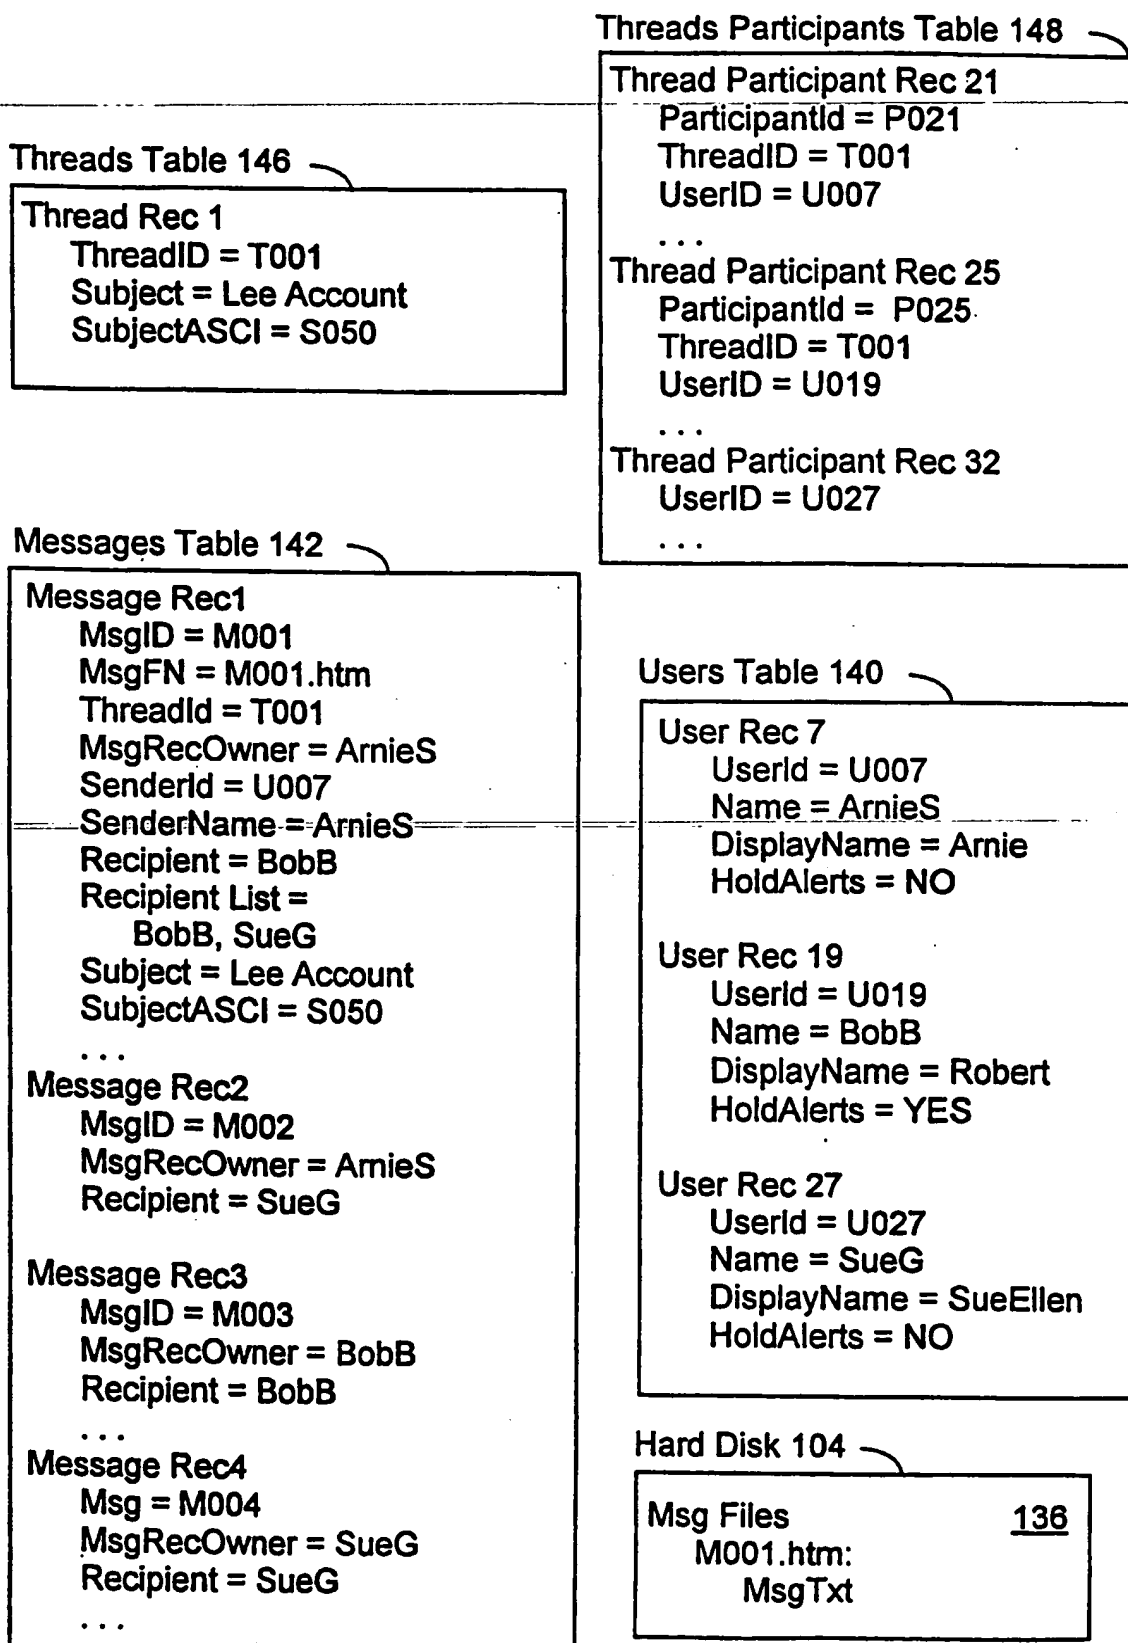 Threads Participants Table 148
Thread Participant Rec 21
ParticipantId = P021
ThreadID = T001
UserID = U007
. . .
Thread Participant Rec 25
ParticipantId = P025
ThreadID = T001
UserID = U019
. . .
Thread Participant Rec 32
UserID = U027
. . .
Threads Table 146
Thread Rec 1
ThreadID = T001
Subject = Lee Account
SubjectASCI = S050
Messages Table 142
Message Rec1
MsgID = M001
MsgFN = M001.htm
ThreadId = T001
MsgRecOwner = ArnieS
SenderId = U007
SenderName = ArnieS
Recipient = BobB
Recipient List =
BobB, SueG
Subject = Lee Account
SubjectASCI = S050
. . .
Message Rec2
MsgID = M002
MsgRecOwner = ArnieS
Recipient = SueG
Message Rec3
MsgID = M003
MsgRecOwner = BobB
Recipient = BobB
. . .
Message Rec4
Msg = M004
MsgRecOwner = SueG
Recipient = SueG
. . .
Users Table 140
User Rec 7
UserId = U007
Name = ArnieS
DisplayName = Arnie
HoldAlerts = NO
User Rec 19
UserId = U019
Name = BobB
DisplayName = Robert
HoldAlerts = YES
User Rec 27
UserId = U027
Name = SueG
DisplayName = SueEllen
HoldAlerts = NO
Hard Disk 104
Msg Files 136
M001.htm:
MsgTxt